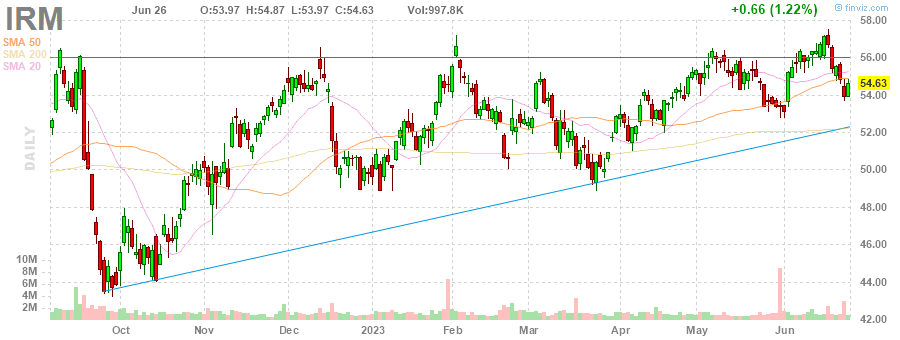 IRM Jun 26 O:53.97 H:54.87 L:53.97 C:54.63 Vol:997.8K +0.66 (1.22%) © finviz.com
SMA 50
SMA 200
SMA 20
DAILY
58.00
56.00
54.63
54.00
52.00
50.00
48.00
46.00
44.00
42.00
10M
8M
6M
4M
2M
Oct Nov Dec 2023 Feb Mar Apr May Jun